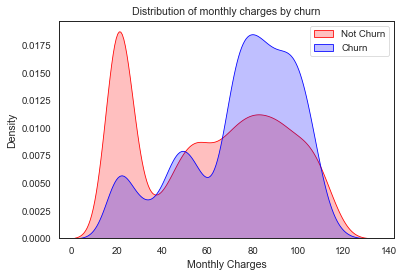 Distribution of monthly charges by churn
Not Churn
Churn
0.0175
0.0150
0.0125
0.0100
0.0075
0.0050
0.0025
0.0000
Density
0 20 40 60 80 100 120 140
Monthly Charges